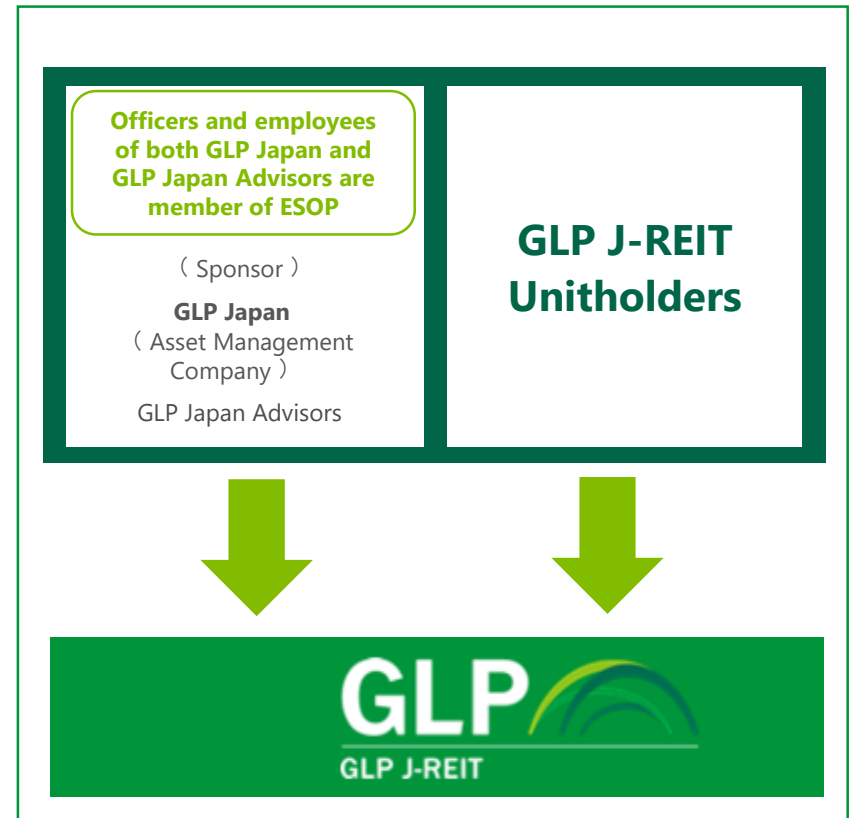 Officers and employees
of both GLP Japan and
GLP Japan Advisors are
member of ESOP
（ Sponsor ）
GLP Japan
（ Asset Management
Company ）
GLP Japan Advisors
GLP J-REIT
Unitholders
GLP
GLP J-REIT